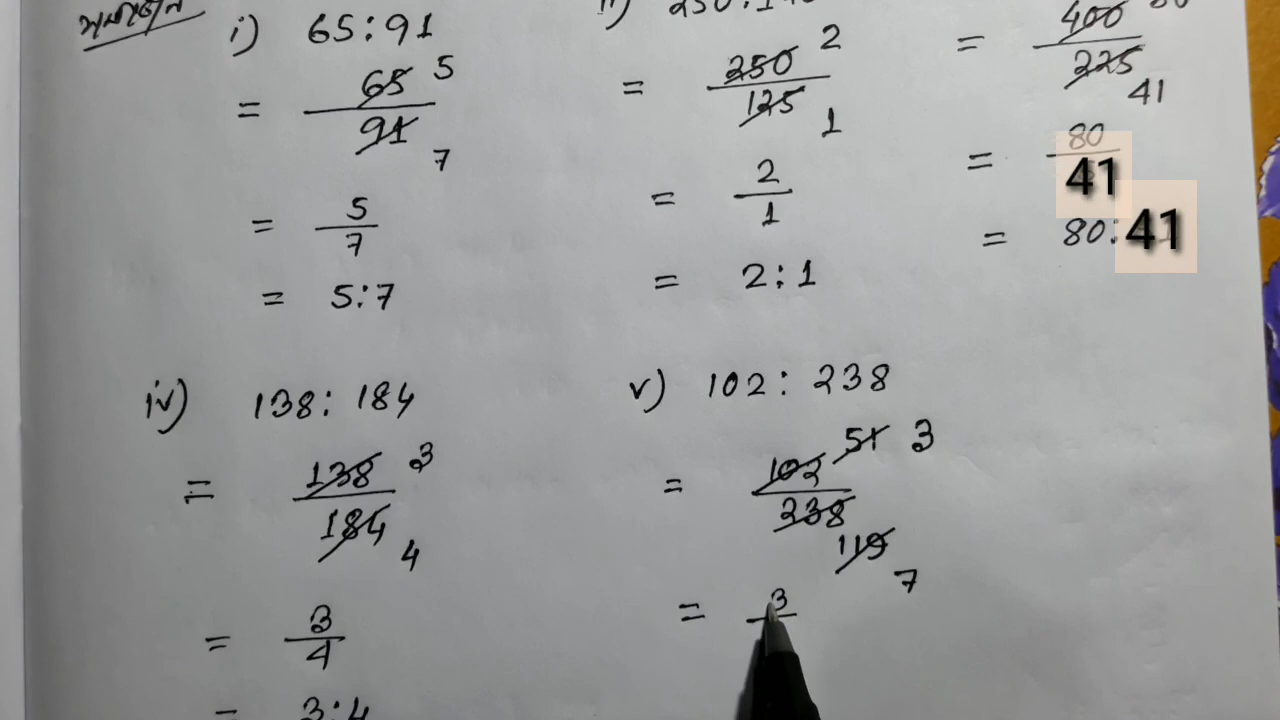 সমাধান
i) 65:91
= 65 5
91 7
= 5
7
= 5:7
= 250 2
125 1
= 2
1
= 2:1
= 400
225
41
= 80
41
= 80:41
iv) 138: 184
= 138 3
184 4
= 3
4
= 3:4
v) 102: 238
= 102 51 3
238
119
7
= 3